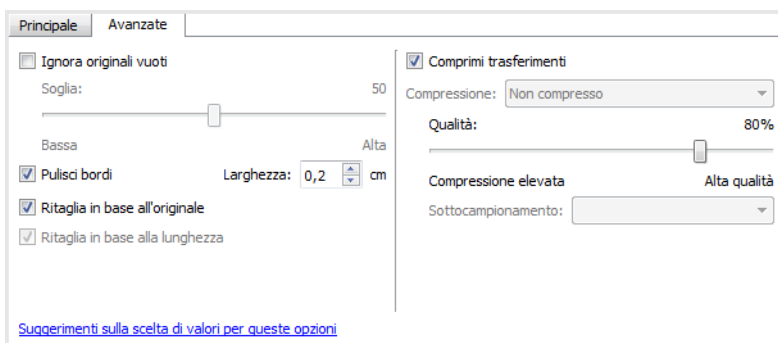 Principale Avanzate
Ignora originali vuoti
Soglia: 50
Bassa Alta
Pulisci bordi Larghezza: 0,2 cm
Ritaglia in base all'originale
Ritaglia in base alla lunghezza
Suggerimenti sulla scelta di valori per queste opzioni
Comprimi trasferimenti
Compressione: Non compresso
Qualità: 80%
Compressione elevata Alta qualità
Sottocampionamento: